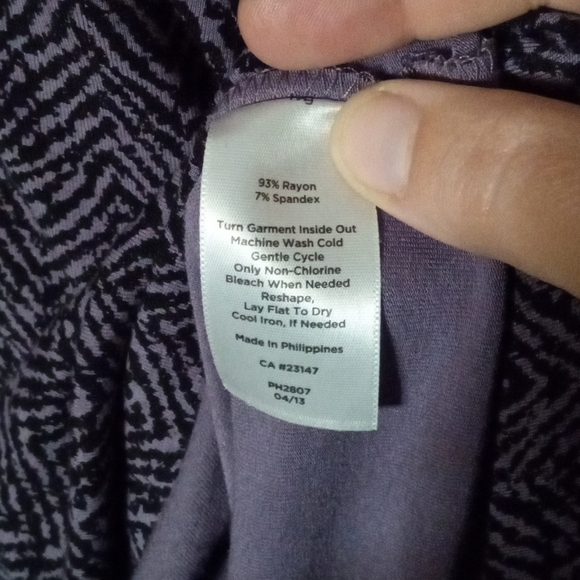 93% Rayon
7% Spandex
Turn Garment Inside Out
Machine Wash Cold
Gentle Cycle
Only Non-Chlorine
Bleach When Needed
Reshape,
Lay Flat To Dry
Cool Iron, If Needed
Made In Philippines
CA #23147
PH2807
04/13